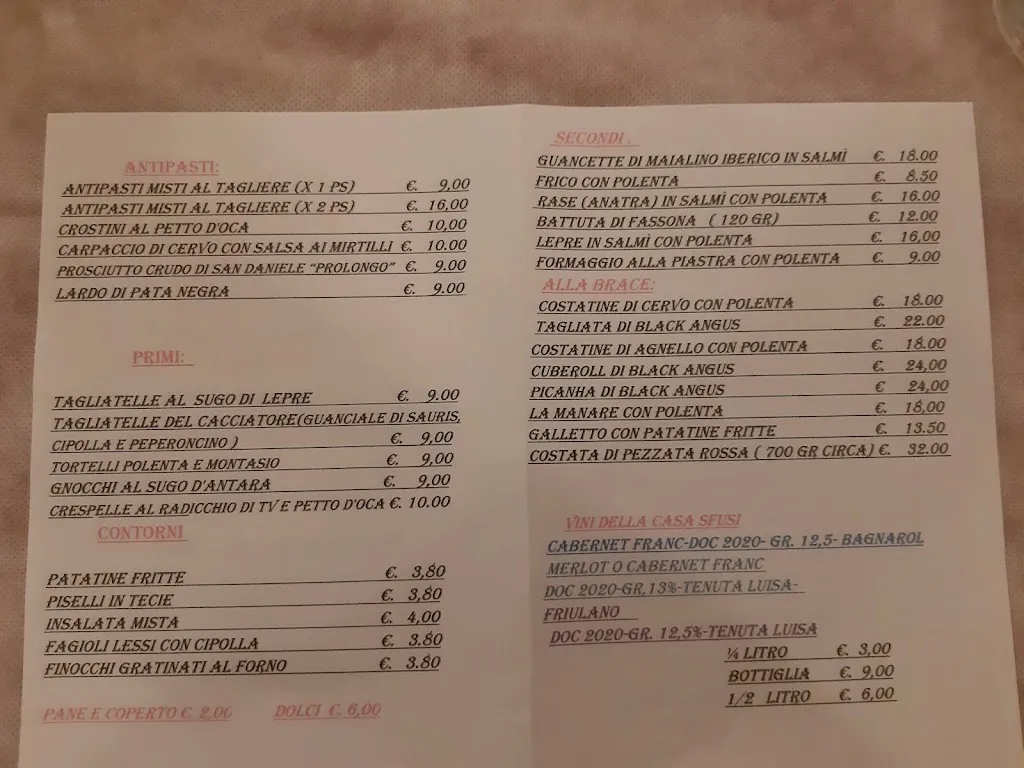 ANTIPASTI:
ANTIPASTI MISTI AL TAGLIERE (X 1 PS) €. 9,00
ANTIPASTI MISTI AL TAGLIERE (X 2 PS) €. 16,00
CROSTINI AL PETTO D'OCA €. 10,00
CARPACCIO DI CERVO CON SALSA AI MIRTILLI €. 10.00
PROSCIUTTO CRUDO DI SAN DANIELE "PROLONGO" €. 9.00
LARDO DI PATA NEGRA €. 9.00
PRIMI:
TAGLIATELLE AL SUGO DI LEPRE €. 9.00
TAGLIATELLE DEL CACCIATORE(GUANCIALE DI SAURIS,
CIPOLLA E PEPERONCINO ) €. 9,00
TORTELLI POLENTA E MONTASIO €. 9,00
GNOCCHI AL SUGO D'ANTARA €. 9,00
CRESPELLE AL RADICCHIO DI TV E PETTO D'OCA €. 10.00
CONTORNI
PATATINE FRITTE €. 3,80
PISELLI IN TECIE €. 3,80
INSALATA MISTA €. 4,00
FAGIOLI LESSI CON CIPOLLA €. 3.80
FINOCCHI GRATINATI AL FORNO €. 3.80
PANE E COPERTO €. 2,00 DOLCI €. 6,00
SECONDI .
GUANCETTE DI MAIALINO IBERICO IN SALMÌ €. 18.00
FRICO CON POLENTA €. 8.50
RASE (ANATRA) IN SALMÌ CON POLENTA €. 16.00
BATTUTA DI FASSONA ( 120 GR) €. 12.00
LEPRE IN SALMÌ CON POLENTA €. 16,00
FORMAGGIO ALLA PIASTRA CON POLENTA €. 9.00
ALLA BRACE:
COSTATINE DI CERVO CON POLENTA €. 18.00
TAGLIATA DI BLACK ANGUS €. 22.00
COSTATINE DI AGNELLO CON POLENTA €. 18.00
CUBEROLL DI BLACK ANGUS €. 24,00
PICANHA DI BLACK ANGUS € 24,00
LA MANARE CON POLENTA €. 18,00
GALLETTO CON PATATINE FRITTE €. 13.50
COSTATA DI PEZZATA ROSSA ( 700 GR CIRCA) €. 32.00
VINI DELLA CASA SFUSI
CABERNET FRANC-DOC 2020- GR. 12,5- BAGNAROL
MERLOT O CABERNET FRANC
DOC 2020-GR,13%-TENUTA LUISA-
FRIULANO
DOC 2020-GR. 12,5%-TENUTA LUISA
¼ LITRO €. 3,00
BOTTIGLIA €. 9,00
1/2 LITRO €. 6,00